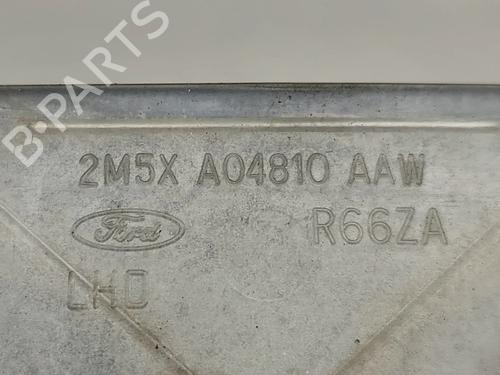 B-PARTS
2M5X A04810 AAW
Ford R66ZA
LHD